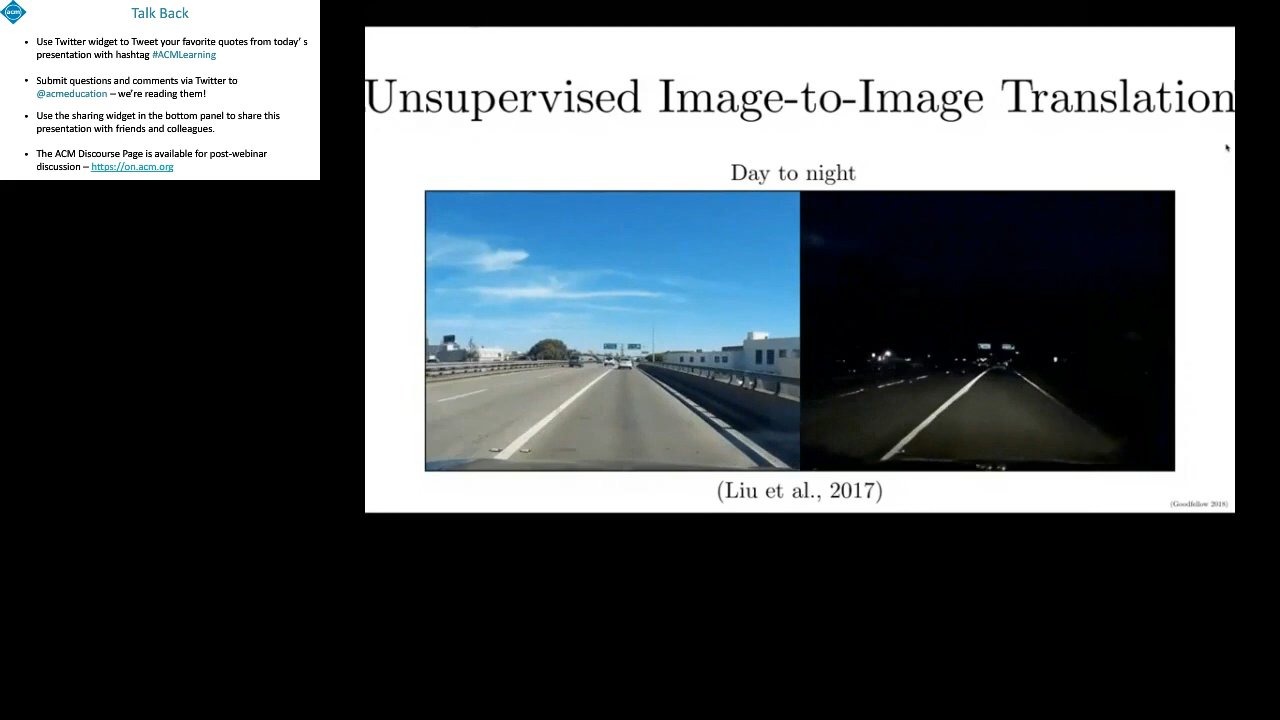 acm
Talk Back
• Use Twitter widget to Tweet your favorite quotes from today' s
presentation with hashtag #ACMLearning
• Submit questions and comments via Twitter to
@acmeducation – we're reading them!
• Use the sharing widget in the bottom panel to share this
presentation with friends and colleagues.
• The ACM Discourse Page is available for post-webinar
discussion – https://on.acm.org
Unsupervised Image-to-Image Translation
Day to night
(Liu et al., 2017)
(Goodfellow 2018)